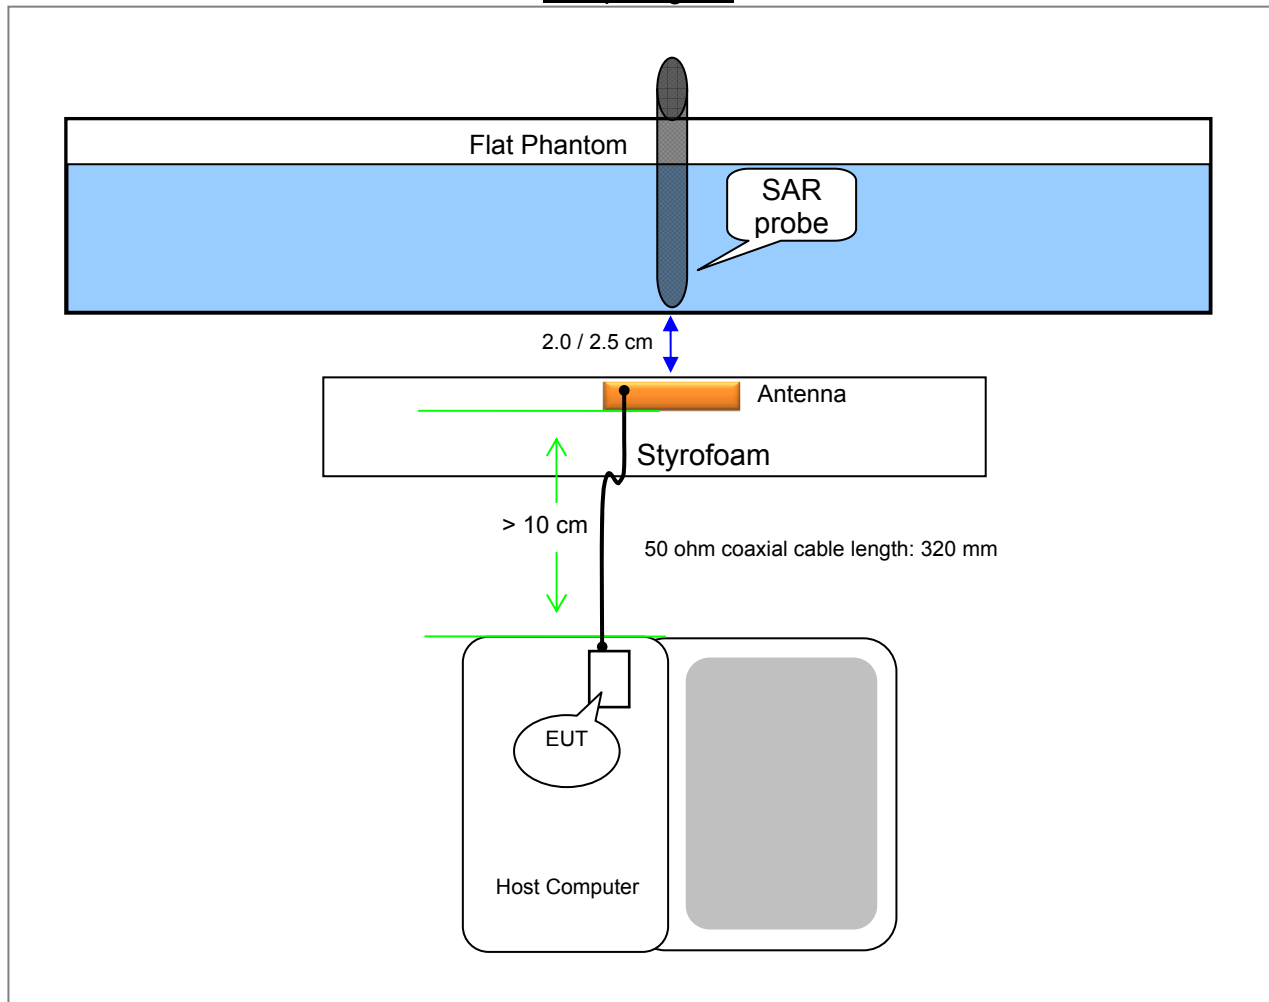 Flat Phantom
SAR
probe
2.0 / 2.5 cm
Antenna
Styrofoam
> 10 cm
50 ohm coaxial cable length: 320 mm
EUT
Host Computer